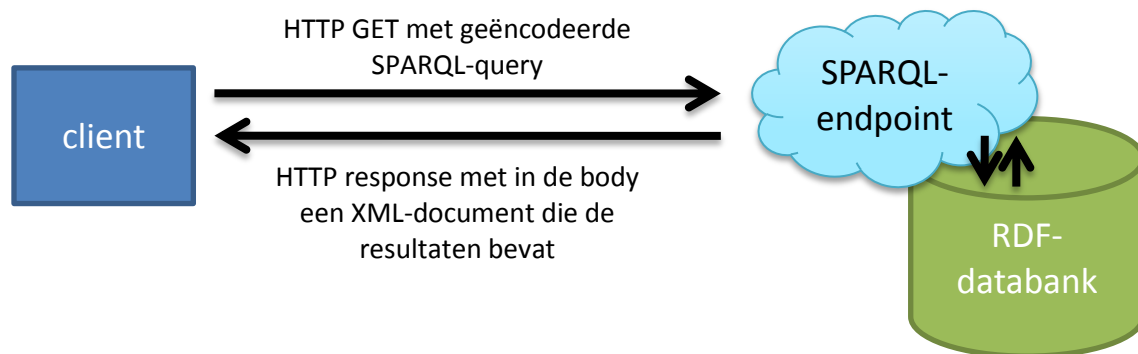 HTTP GET met geëncodeerde
SPARQL-query
client
HTTP response met in de body
een XML-document die de
resultaten bevat
SPARQL-
endpoint
RDF-
databank